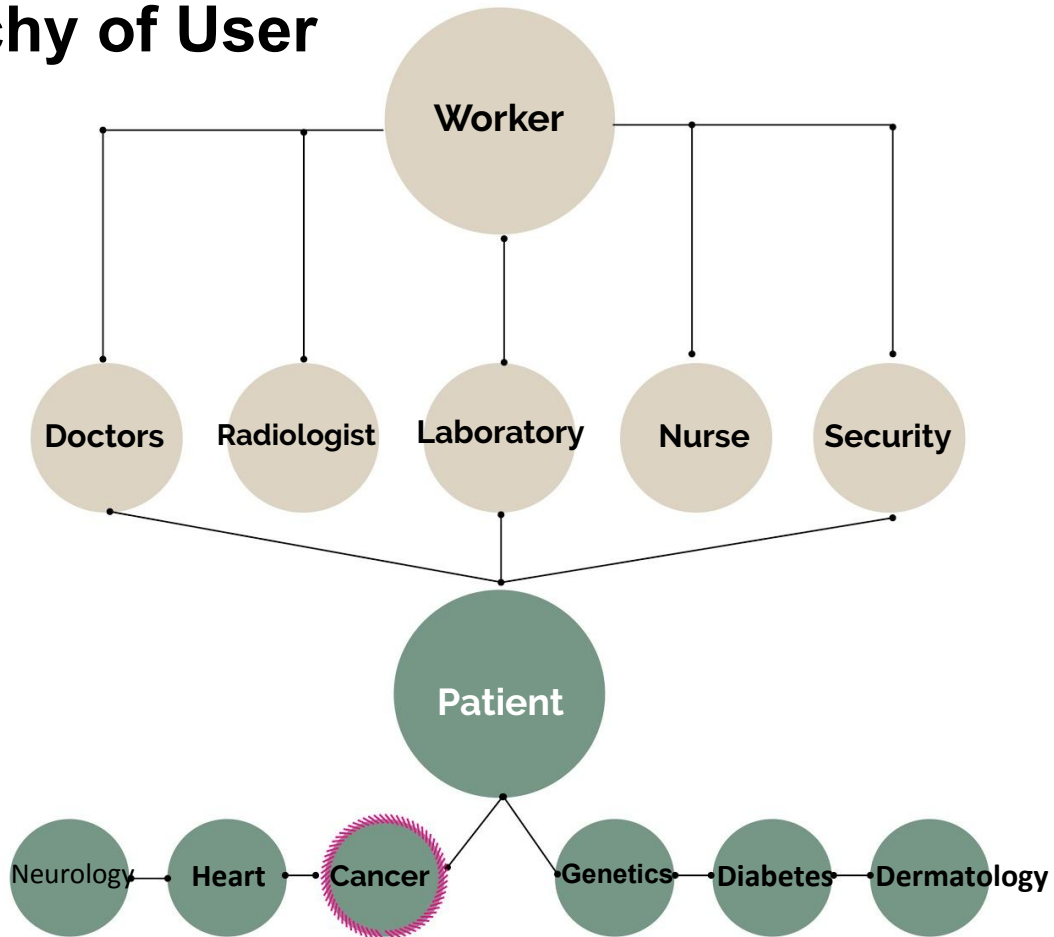 chy of User
Worker
Doctors
Radiologist
Laboratory
Nurse
Security
Patient
Neurology
Heart
Cancer
Genetics
Diabetes
Dermatology